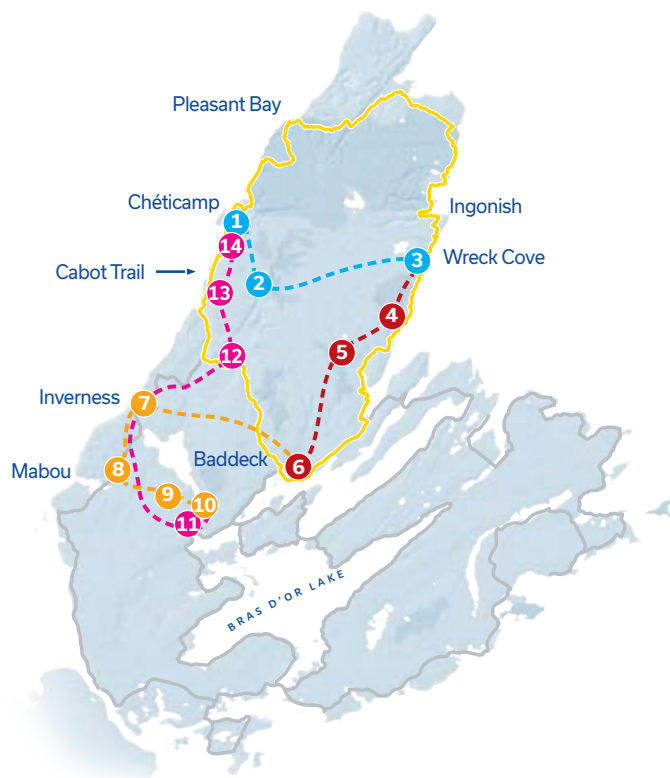 Pleasant Bay
Chéticamp
1
Ingonish
14
Cabot Trail
Wreck Cove
3
2
13
4
5
12
Inverness
7
Mabou
8
Baddeck
6
9
10
11
BRAS D'OR LAKE